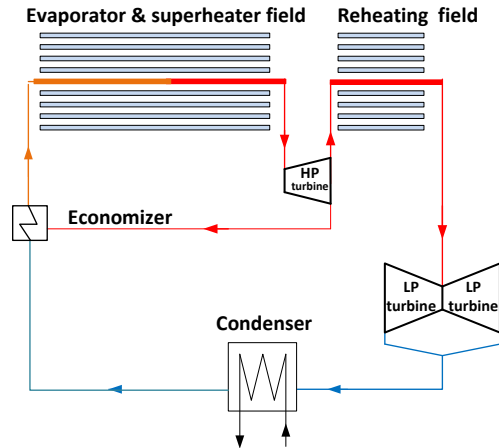 Evaporator & superheater field
Reheating field
HP
turbine
Economizer
LP
turbine
LP
turbine
Condenser